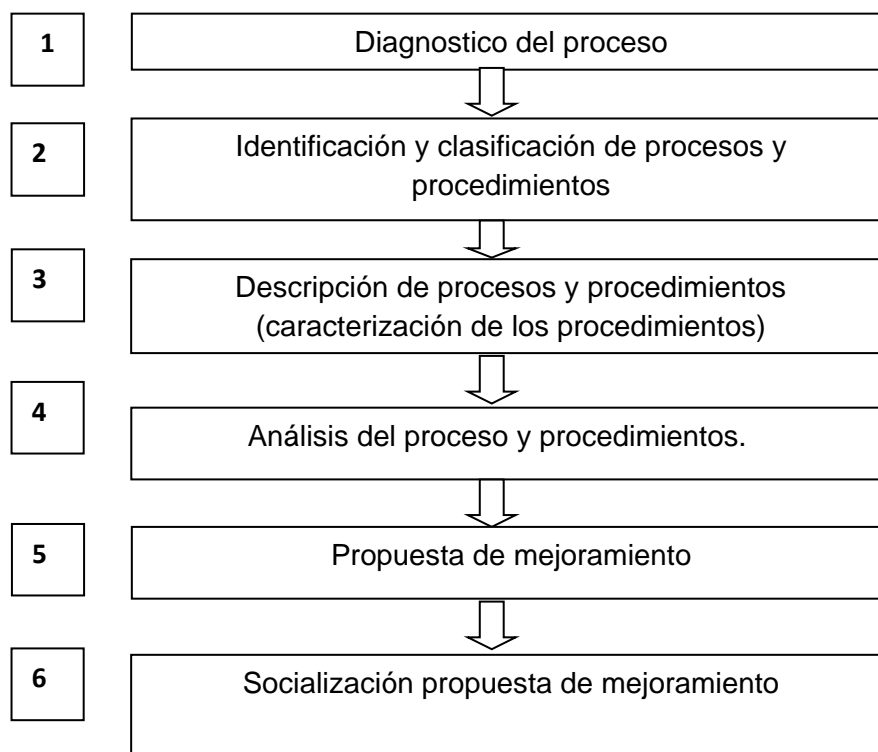 1
Diagnostico del proceso
2
Identificación y clasificación de procesos y
procedimientos
3
Descripción de procesos y procedimientos
(caracterización de los procedimientos)
4
Análisis del proceso y procedimientos.
5
Propuesta de mejoramiento
6
Socialización propuesta de mejoramiento